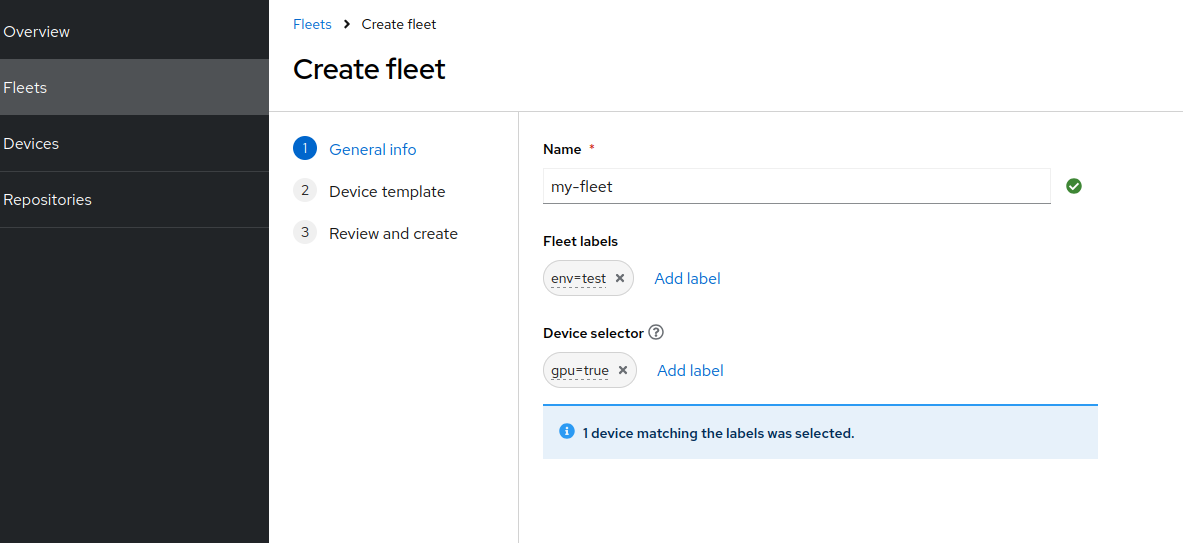 Overview
Fleets
Devices
Repositories
Fleets > Create fleet
Create fleet
1 General info
2 Device template
3 Review and create
Name *
my-fleet
Fleet labels
env=test × Add label
Device selector ?
gpu=true × Add label
1 device matching the labels was selected.